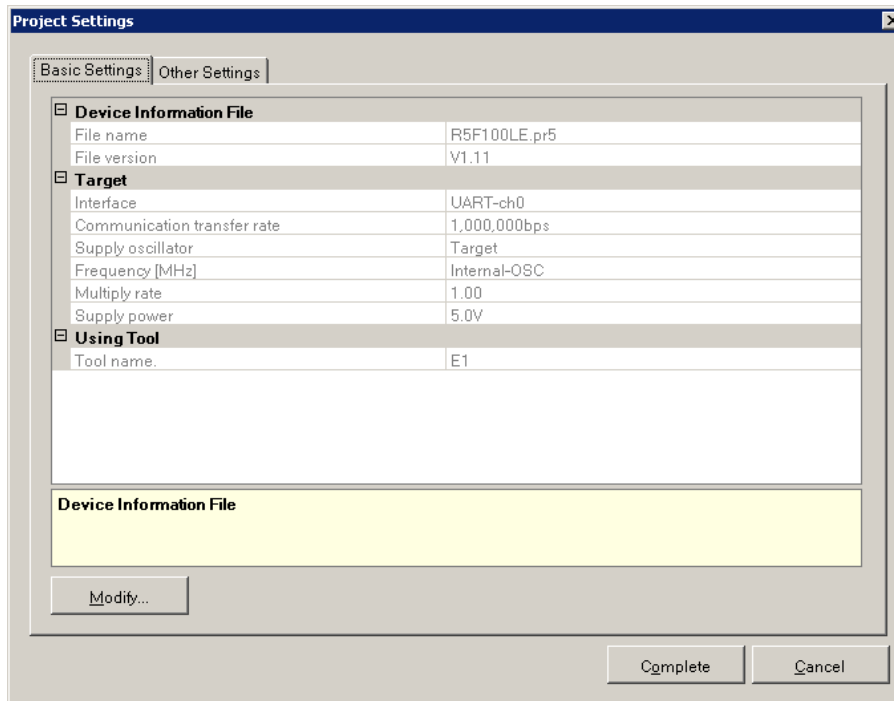 Project Settings
Basic Settings Other Settings
Device Information File
File name R5F100LE.pr5
File version V1.11
Target
Interface UART-ch0
Communication transfer rate 1,000,000bps
Supply oscillator Target
Frequency [MHz] Internal-OSC
Multiply rate 1.00
Supply power 5.0V
Using Tool
Tool name. E1
Device Information File
Modify...
Complete Cancel